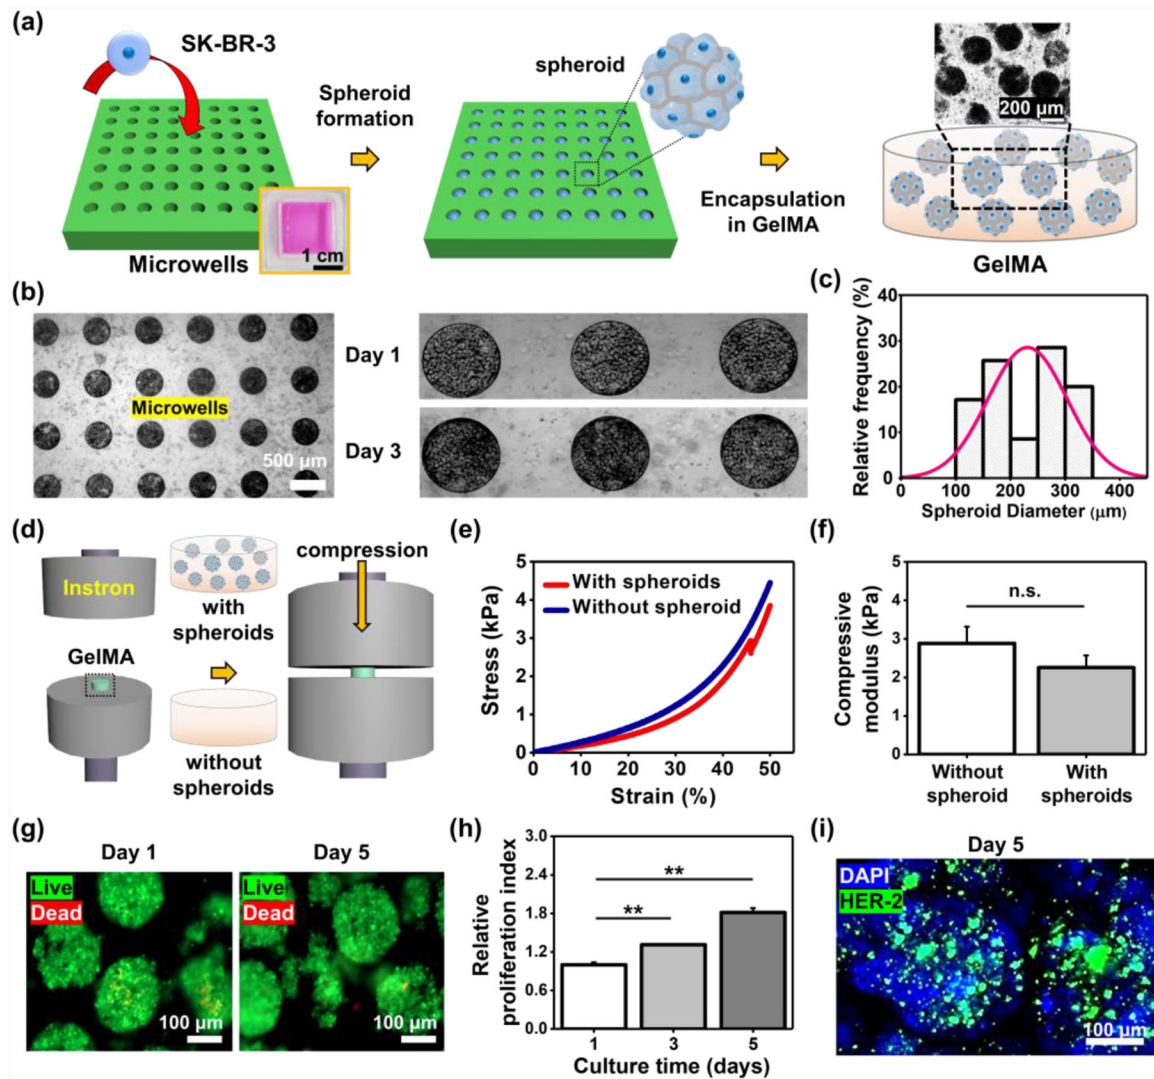 (a)
SK-BR-3
Spheroid
formation
Microwells
1 cm
spheroid
Encapsulation
in GelMA
200 µm
GelMA
(b)
Microwells
500 µm
Day 1
Day 3
(c)
Relative frequency (%)
40
30
20
10
0
0 100 200 300 400
Spheroid Diameter (µm)
(d)
Instron
GelMA
with
spheroids
without
spheroids
compression
(e)
Stress (kPa)
5
4
3
2
1
0
With spheroids
Without spheroid
0 10 20 30 40 50
Strain (%)
(f)
Compressive
modulus (kPa)
5
4
3
2
1
0
n.s.
Without
spheroid
With
spheroids
(g)
Day 1
Live
Dead
100 µm
Day 5
Live
Dead
100 µm
(h)
Relative
proliferation index
3.0
2.4
1.8
1.2
0.6
0.0
**
**
1 3 5
Culture time (days)
(i)
Day 5
DAPI
HER-2
100 µm